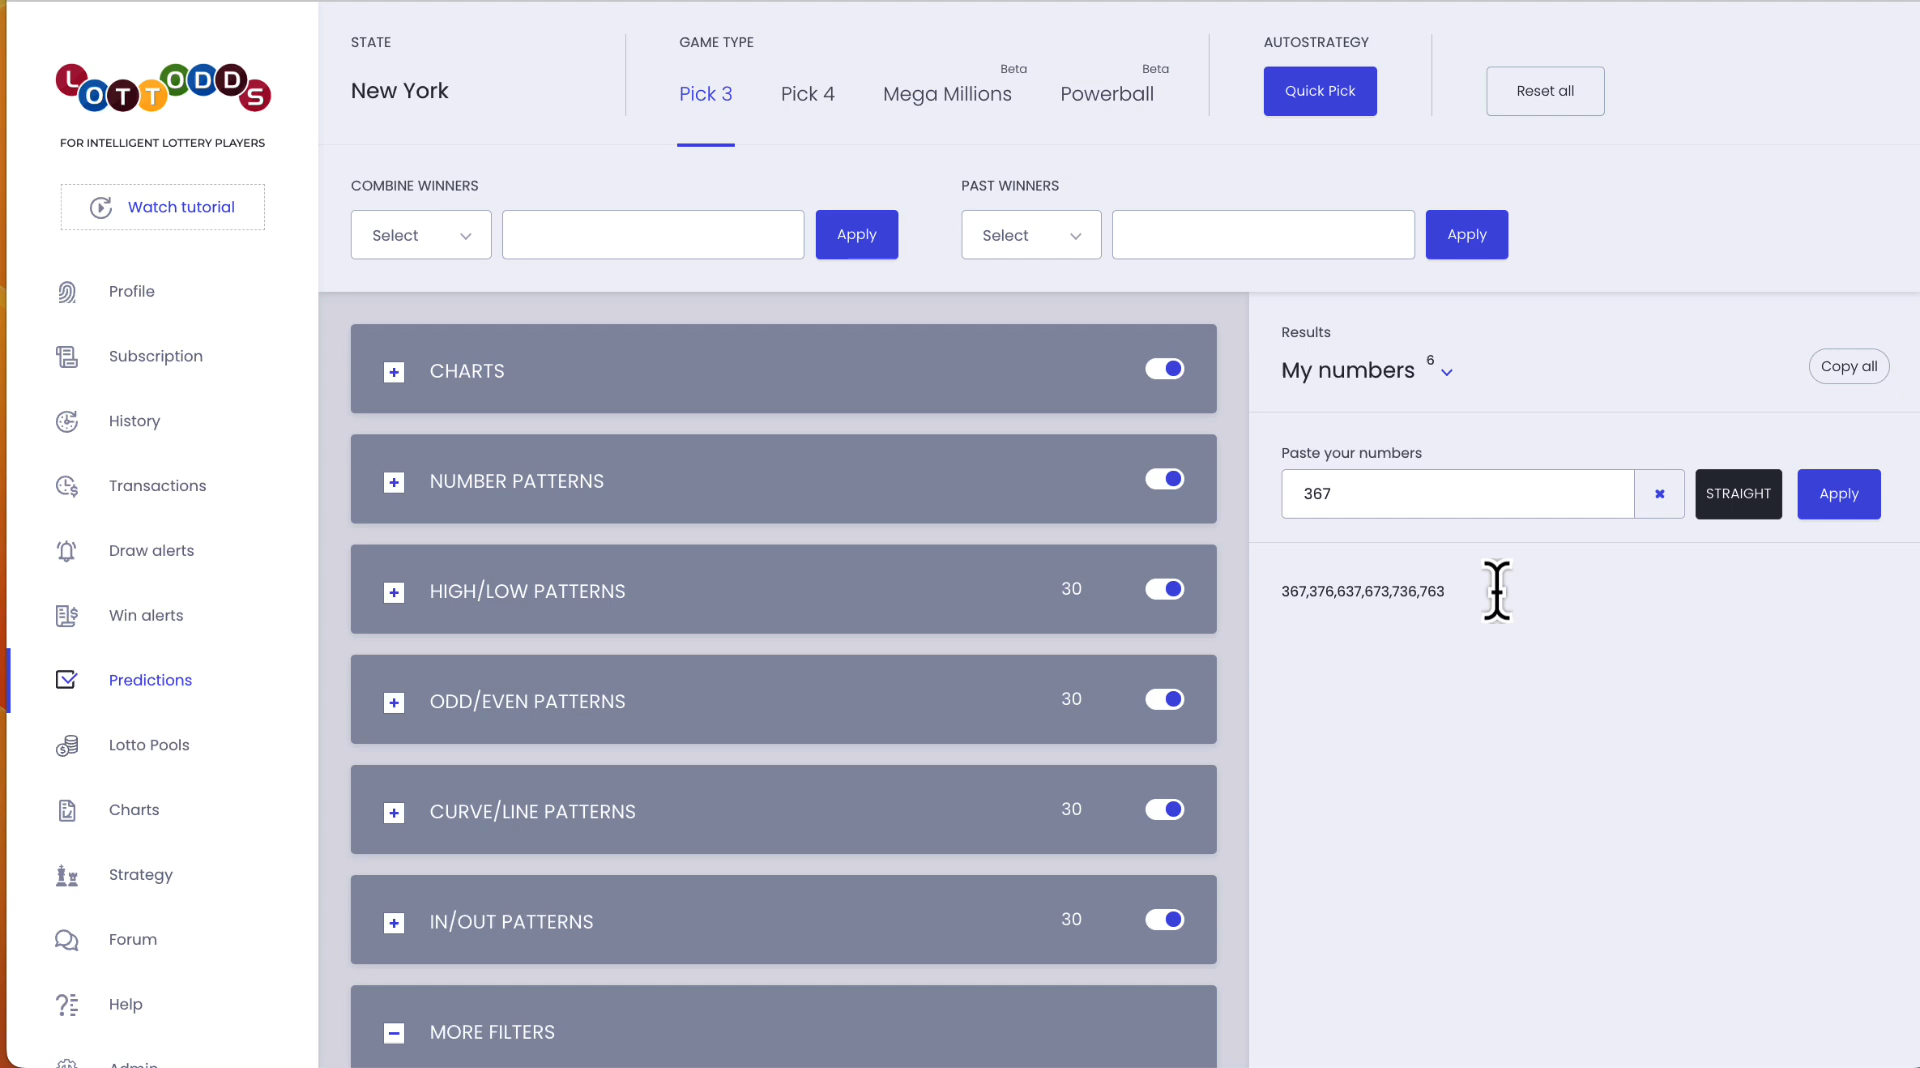 LOTTODDS
FOR INTELLIGENT LOTTERY PLAYERS
Watch tutorial
Profile
Subscription
History
Transactions
Draw alerts
Win alerts
Predictions
Lotto Pools
Charts
Strategy
Forum
Help
Admin
STATE
New York
GAME TYPE
Pick 3
Pick 4
Beta
Mega Millions
Beta
Powerball
AUTOSTRATEGY
Quick Pick
Reset all
COMBINE WINNERS
Select
Apply
PAST WINNERS
Select
Apply
CHARTS
NUMBER PATTERNS
HIGH/LOW PATTERNS 30
ODD/EVEN PATTERNS 30
CURVE/LINE PATTERNS 30
IN/OUT PATTERNS 30
MORE FILTERS
Results
My numbers 6
Copy all
Paste your numbers
367
STRAIGHT
Apply
367,376,637,673,736,763